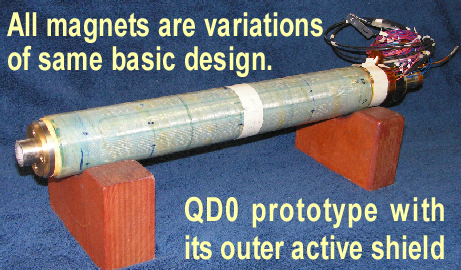 All magnets are variations
of same basic design.
QD0 prototype with
its outer active shield